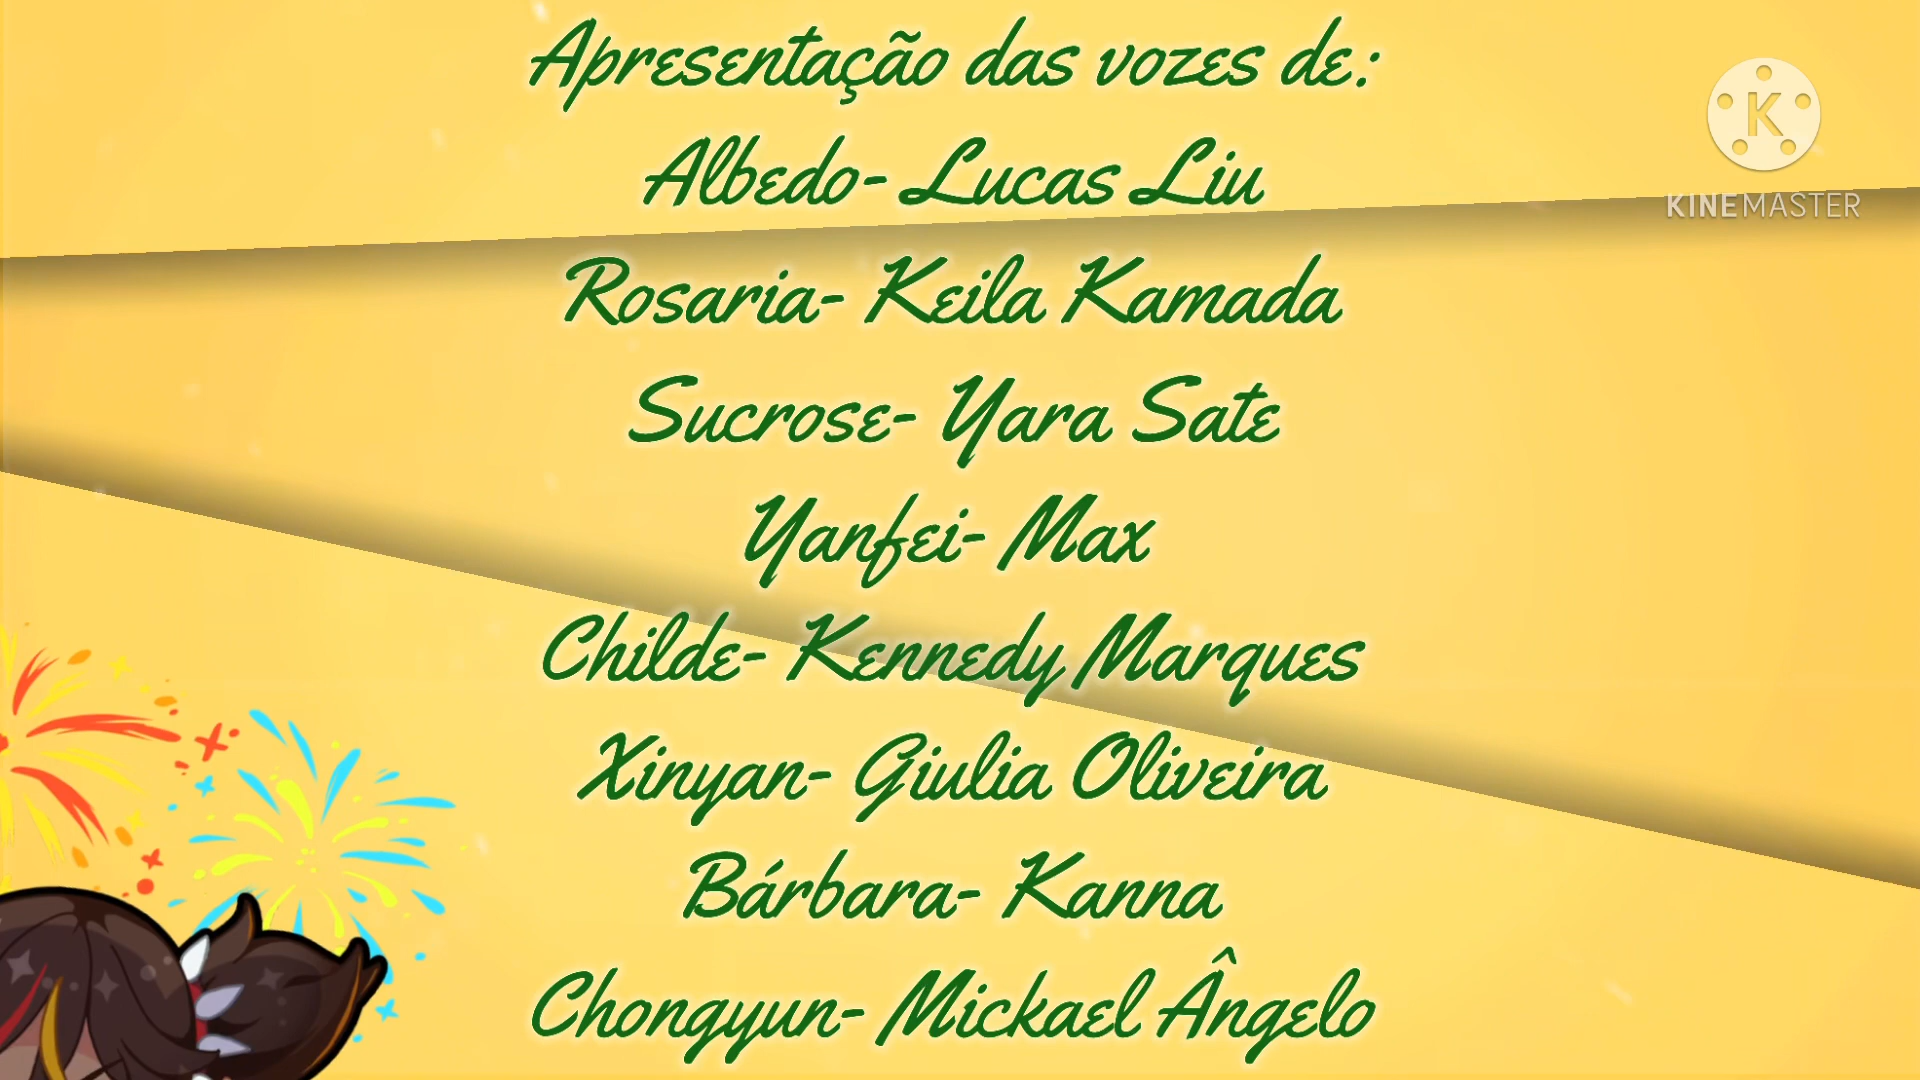 Apresentação das vozes de:
Albedo- Lucas Liu
Rosaria- Keila Kamada
Sucrose- Yara Sate
Yanfei- Max
Childe- Kennedy Marques
Xinyan- Giulia Oliveira
Bárbara- Kanna
Chongyun- Mickael Ângelo
K
KINEMASTER